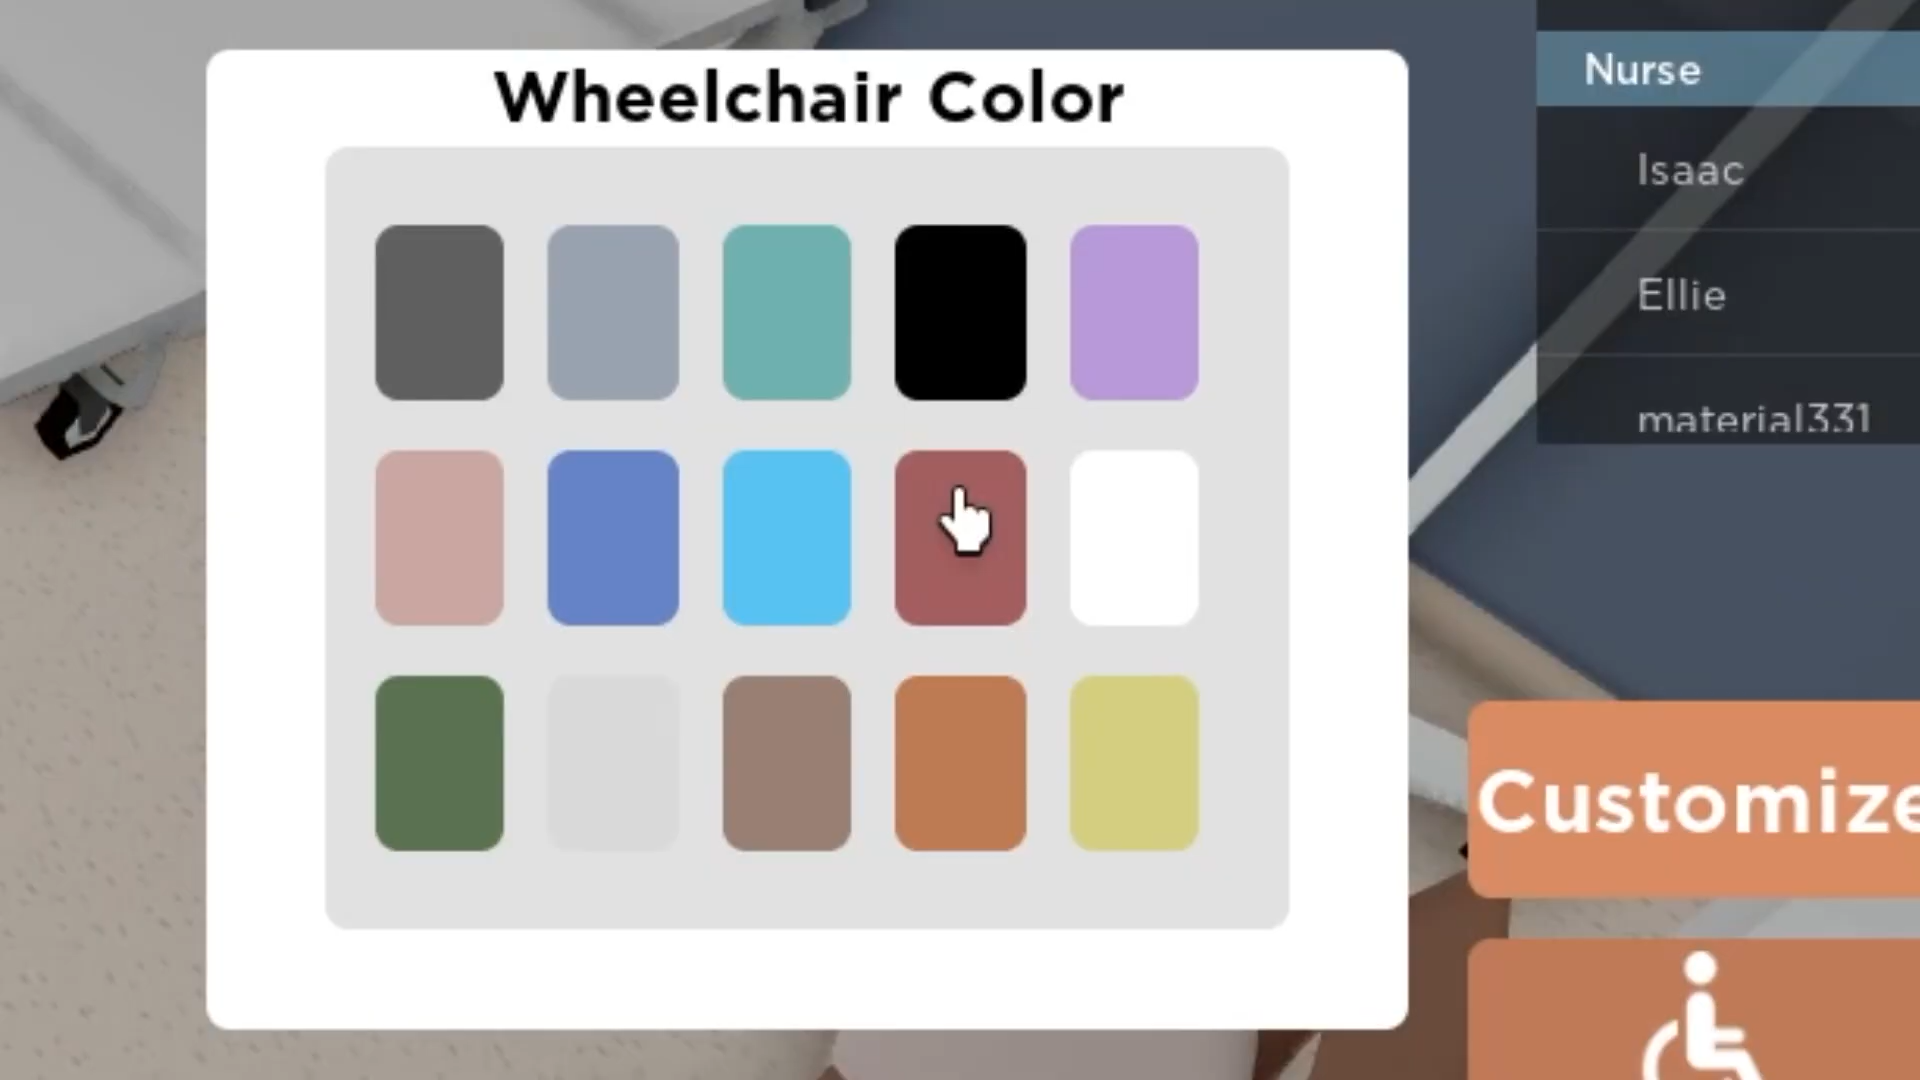 Wheelchair Color
Nurse
Isaac
Ellie
material331
Customize